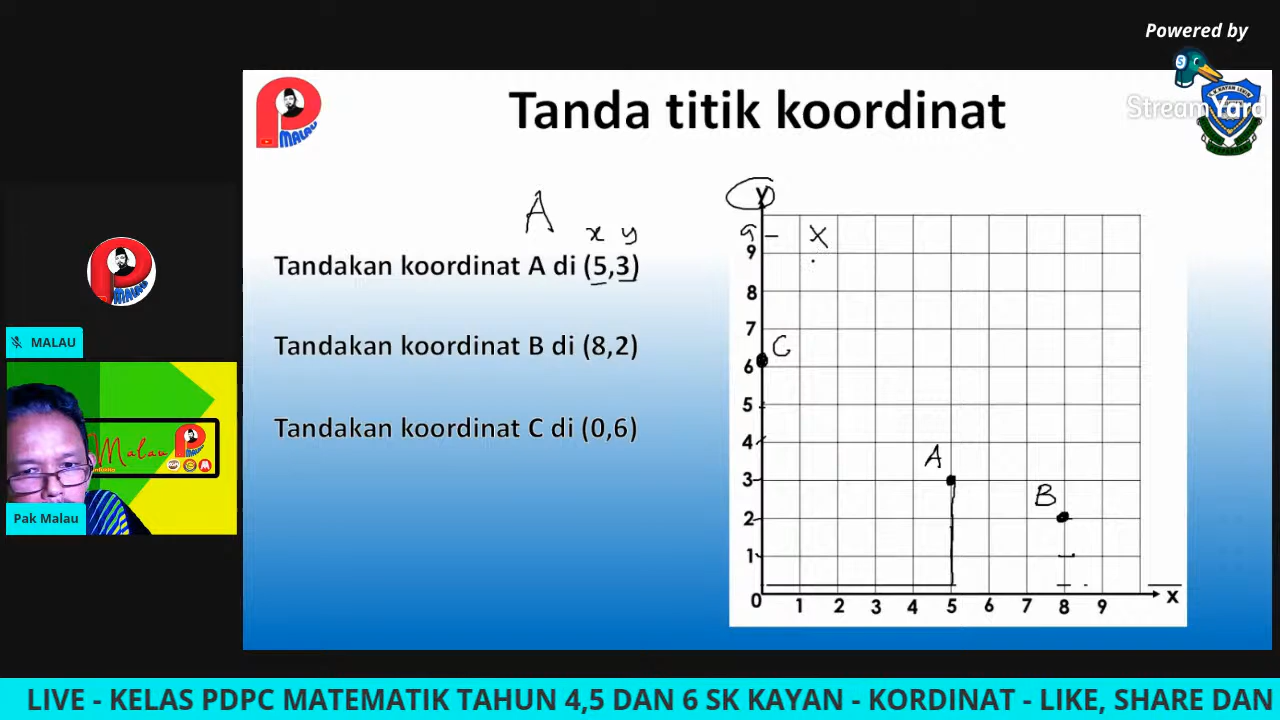 Powered by
StreamYard
P
MALAU
Tanda titik koordinat
A
x y
Tandakan koordinat A di (5,3)
Tandakan koordinat B di (8,2)
Tandakan koordinat C di (0,6)
y
9 X
9
8
7
C
6
5
4
A
3
B
2
1
0 1 2 3 4 5 6 7 8 9 x
MALAU
Malau
Pak Malau
LIVE - KELAS PDPC MATEMATIK TAHUN 4,5 DAN 6 SK KAYAN - KORDINAT - LIKE, SHARE DAN